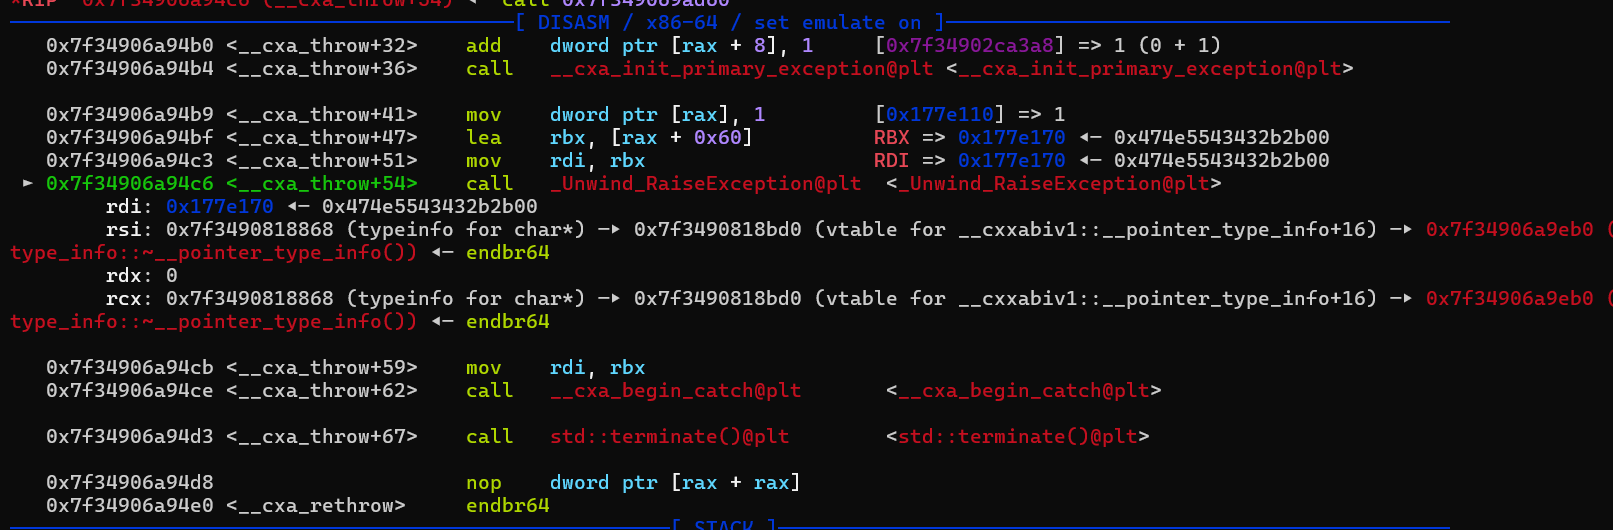 *RIP  0x7f34906a94c6 (__cxa_throw+54) ◂— call 0x7f349069ad60
[ DISASM / x86-64 / set emulate on ]
0x7f34906a94b0 <__cxa_throw+32>    add    dword ptr [rax + 8], 1     [0x7f34902ca3a8] => 1 (0 + 1)
0x7f34906a94b4 <__cxa_throw+36>    call   __cxa_init_primary_exception@plt <__cxa_init_primary_exception@plt>
0x7f34906a94b9 <__cxa_throw+41>    mov    dword ptr [rax], 1         [0x177e110] => 1
0x7f34906a94bf <__cxa_throw+47>    lea    rbx, [rax + 0x60]          RBX => 0x177e170 ◂— 0x474e5543432b2b00
0x7f34906a94c3 <__cxa_throw+51>    mov    rdi, rbx                   RDI => 0x177e170 ◂— 0x474e5543432b2b00
► 0x7f34906a94c6 <__cxa_throw+54>    call   _Unwind_RaiseException@plt  <_Unwind_RaiseException@plt>
rdi: 0x177e170 ◂— 0x474e5543432b2b00
rsi: 0x7f3490818868 (typeinfo for char*) —▸ 0x7f3490818bd0 (vtable for __cxxabiv1::__pointer_type_info+16) —▸ 0x7f34906a9eb0 (
type_info::~__pointer_type_info()) ◂— endbr64
rdx: 0
rcx: 0x7f3490818868 (typeinfo for char*) —▸ 0x7f3490818bd0 (vtable for __cxxabiv1::__pointer_type_info+16) —▸ 0x7f34906a9eb0 (
type_info::~__pointer_type_info()) ◂— endbr64
0x7f34906a94cb <__cxa_throw+59>    mov    rdi, rbx
0x7f34906a94ce <__cxa_throw+62>    call   __cxa_begin_catch@plt       <__cxa_begin_catch@plt>
0x7f34906a94d3 <__cxa_throw+67>    call   std::terminate()@plt        <std::terminate()@plt>
0x7f34906a94d8                     nop    dword ptr [rax + rax]
0x7f34906a94e0 <__cxa_rethrow>     endbr64
[ STACK ]